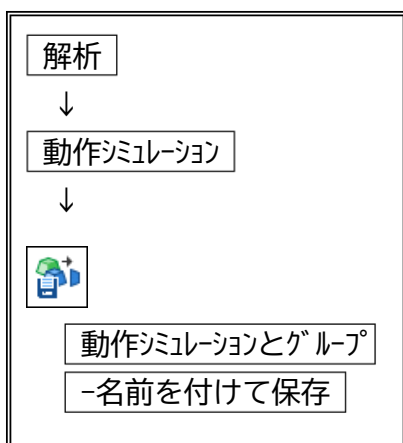 解析
↓
動作ｼﾐｭﾚｰｼｮﾝ
↓
動作ｼﾐｭﾚｰｼｮﾝとｸﾞﾙｰﾌﾟ
-名前を付けて保存